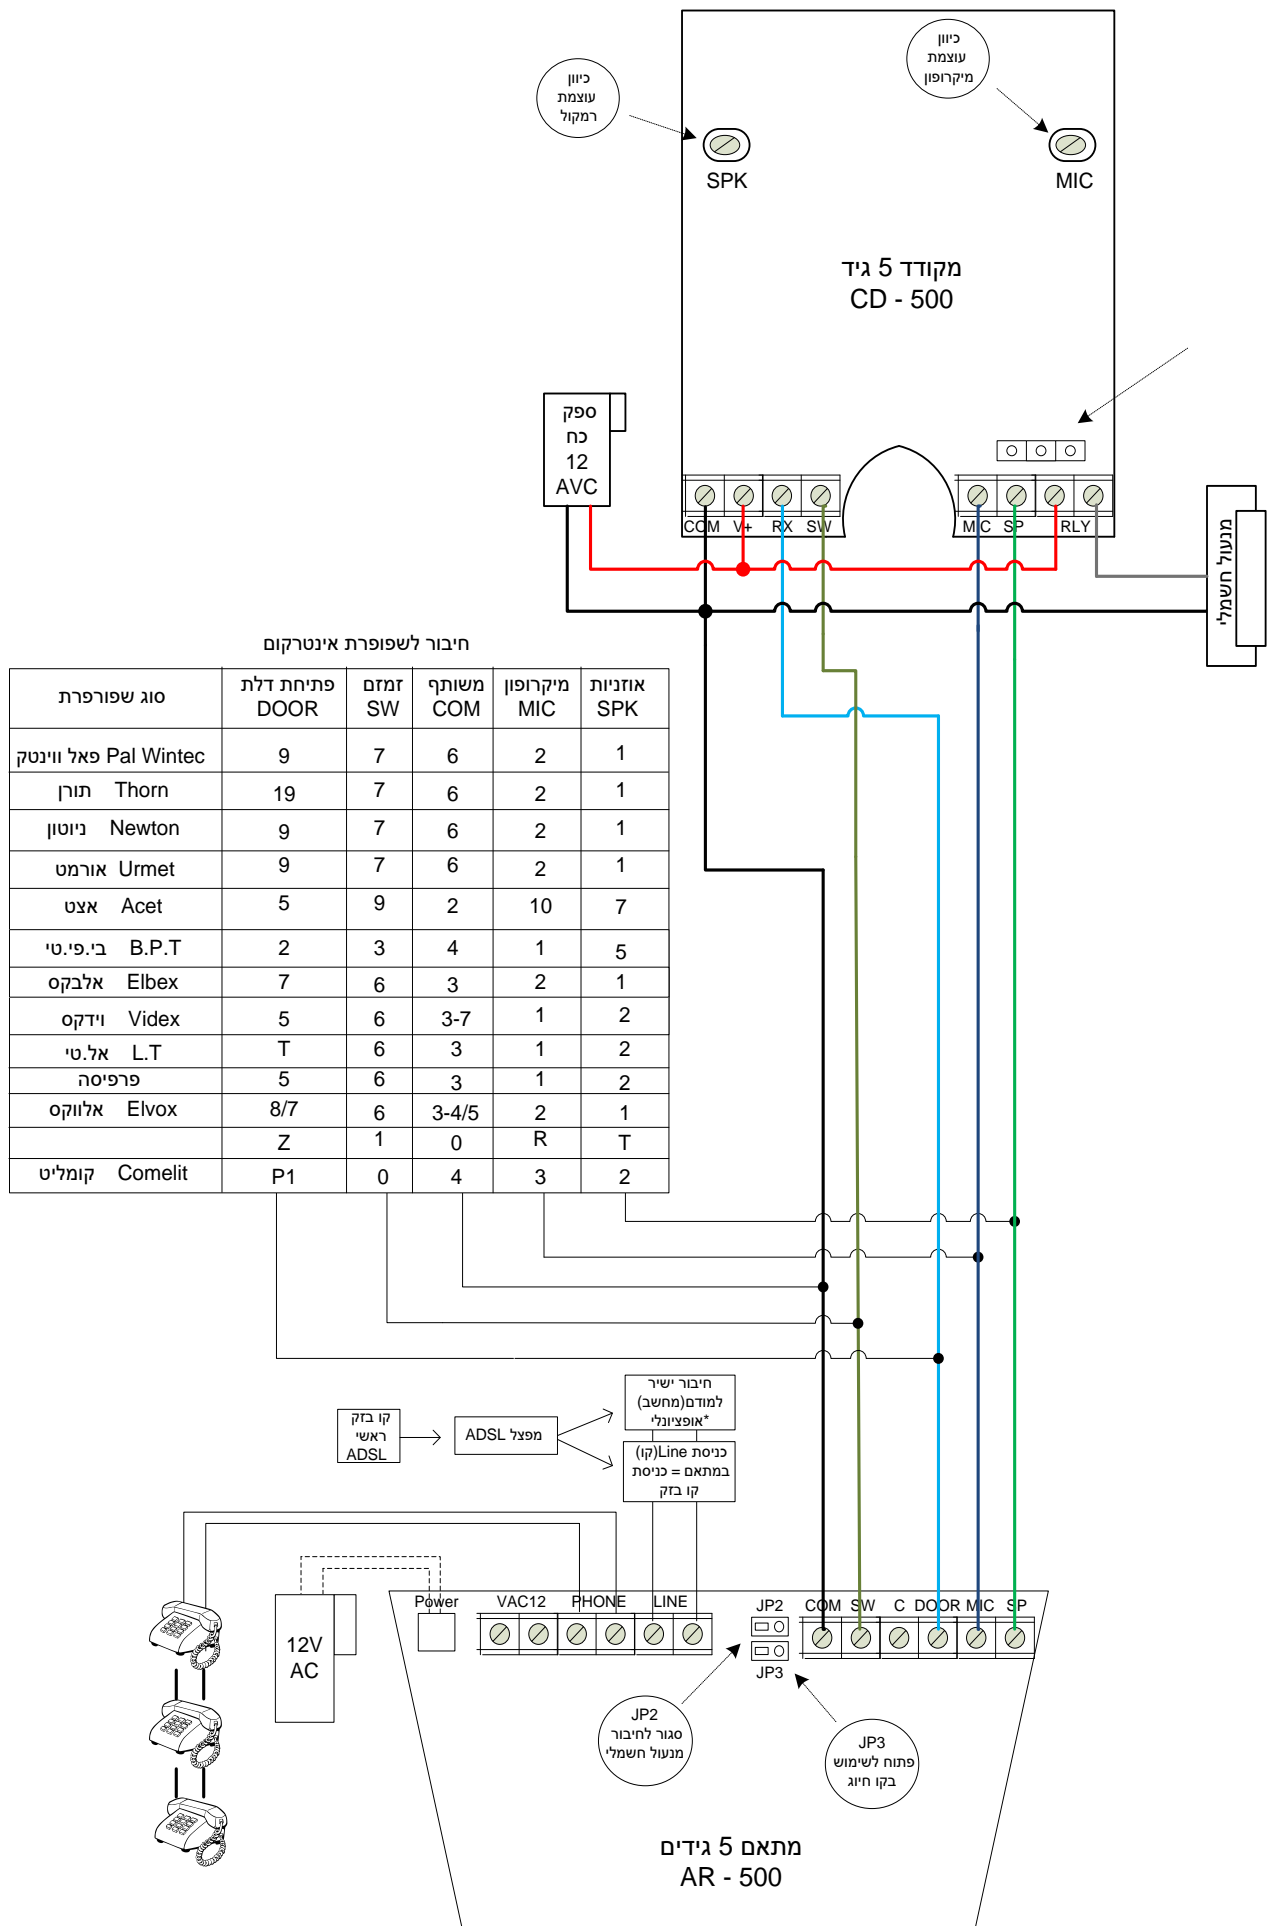 כיוון
עוצמת
מיקרופון
כיוון
עוצמת
רמקול
SPK
MIC
מקודד 5 גיד
CD - 500
ספק
כח
12
AVC
COM V+ RX SW
MIC SP RLY
מנעול חשמלי
חיבור לשפופרת אינטרקום
סוג שפורפרת פתיחת דלת זמזם משותף מיקרופון אוזניות
DOOR SW COM MIC SPK
פאל ווינטק Pal Wintec 9 7 6 2 1
תורן Thorn 19 7 6 2 1
ניוטון Newton 9 7 6 2 1
אורמט Urmet 9 7 6 2 1
אצט Acet 5 9 2 10 7
בי.פי.טי B.P.T 2 3 4 1 5
אלבקס Elbex 7 6 3 2 1
וידקס Videx 5 6 3-7 1 2
אל.טי L.T T 6 3 1 2
פרפיסה 5 6 3 1 2
אלווקס Elvox 8/7 6 3-4/5 2 1
Z 1 0 R T
קומליט Comelit P1 0 4 3 2
חיבור ישיר
למודם(מחשב)
*אופציונלי
קו בזק
ראשי
ADSL
מפצל ADSL
כניסת Line(קו)
במתאם = כניסת
קו בזק
Power VAC12 PHONE LINE
JP2 COM SW C DOOR MIC SP
JP3
12V
AC
JP2
סגור לחיבור
מנעול חשמלי
JP3
פתוח לשימוש
בקו חיוג
מתאם 5 גידים
AR - 500